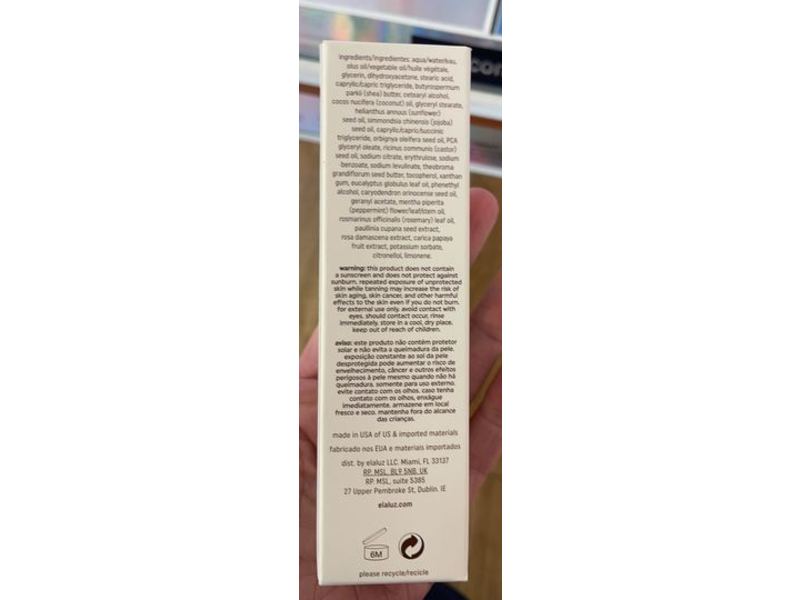 ingredients/ingredientes: aqua/water/eau,
olus oil/vegetable oil/huile végétale,
glycerin, dihydroxyacetone, stearic acid,
caprylic/capric triglyceride, butyrospermum
parkii (shea) butter, cetearyl alcohol,
cocos nucifera (coconut) oil, glyceryl stearate,
helianthus annuus (sunflower)
seed oil, simmondsia chinensis (jojoba)
seed oil, caprylic/capric/succinic
triglyceride, orbignya oleifera seed oil, PCA
glyceryl oleate, ricinus communis (castor)
seed oil, sodium citrate, erythrulose, sodium
benzoate, sodium levulinate, theobroma
grandiflorum seed butter, tocopherol, xanthan
gum, eucalyptus globulus leaf oil, phenethyl
alcohol, caryodendron orinocense seed oil,
geranyl acetate, mentha piperita
(peppermint) flower/leaf/stem oil,
rosmarinus officinalis (rosemary) leaf oil,
paullinia cupana seed extract,
rosa damascena extract, carica papaya
fruit extract, potassium sorbate,
citronellol, limonene.
warning: this product does not contain
a sunscreen and does not protect against
sunburn. repeated exposure of unprotected
skin while tanning may increase the risk of
skin aging, skin cancer, and other harmful
effects to the skin even if you do not burn.
for external use only. avoid contact with
eyes. should contact occur, rinse
immediately. store in a cool, dry place.
keep out of reach of children.
aviso: este produto não contém protetor
solar e não evita a queimadura da pele.
exposição constante ao sol da pele
desprotegida pode aumentar o risco de
envelhecimento, câncer e outros efeitos
perigosos à pele mesmo quando não há
queimadura. somente para uso externo.
evite contato com os olhos. caso tenha
contato com os olhos, enxágue
imediatamente. armazene em local
fresco e seco. mantenha fora do alcance
das crianças.
made in USA of US & imported materials
fabricado nos EUA e materiais importados
dist. by elaluz LLC. Miami, FL 33137
RP. MSL, BL9 5NB. UK
RP. MSL, suite 5385
27 Upper Pembroke St, Dublin. IE
elaluz.com
6M
please recycle/recicle